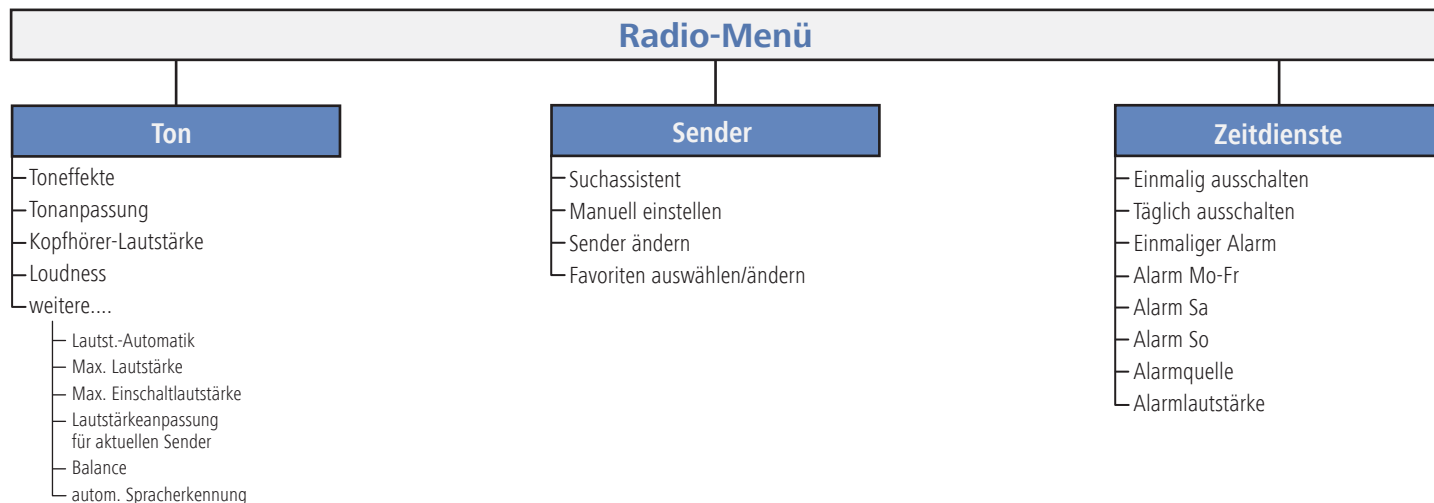 Radio-Menü
Ton
Toneffekte
Tonanpassung
Kopfhörer-Lautstärke
Loudness
weitere....
Lautst.-Automatik
Max. Lautstärke
Max. Einschaltlautstärke
Lautstärkeanpassung
für aktuellen Sender
Balance
autom. Spracherkennung
Sender
Suchassistent
Manuell einstellen
Sender ändern
Favoriten auswählen/ändern
Zeitdienste
Einmalig ausschalten
Täglich ausschalten
Einmaliger Alarm
Alarm Mo-Fr
Alarm Sa
Alarm So
Alarmquelle
Alarmlautstärke